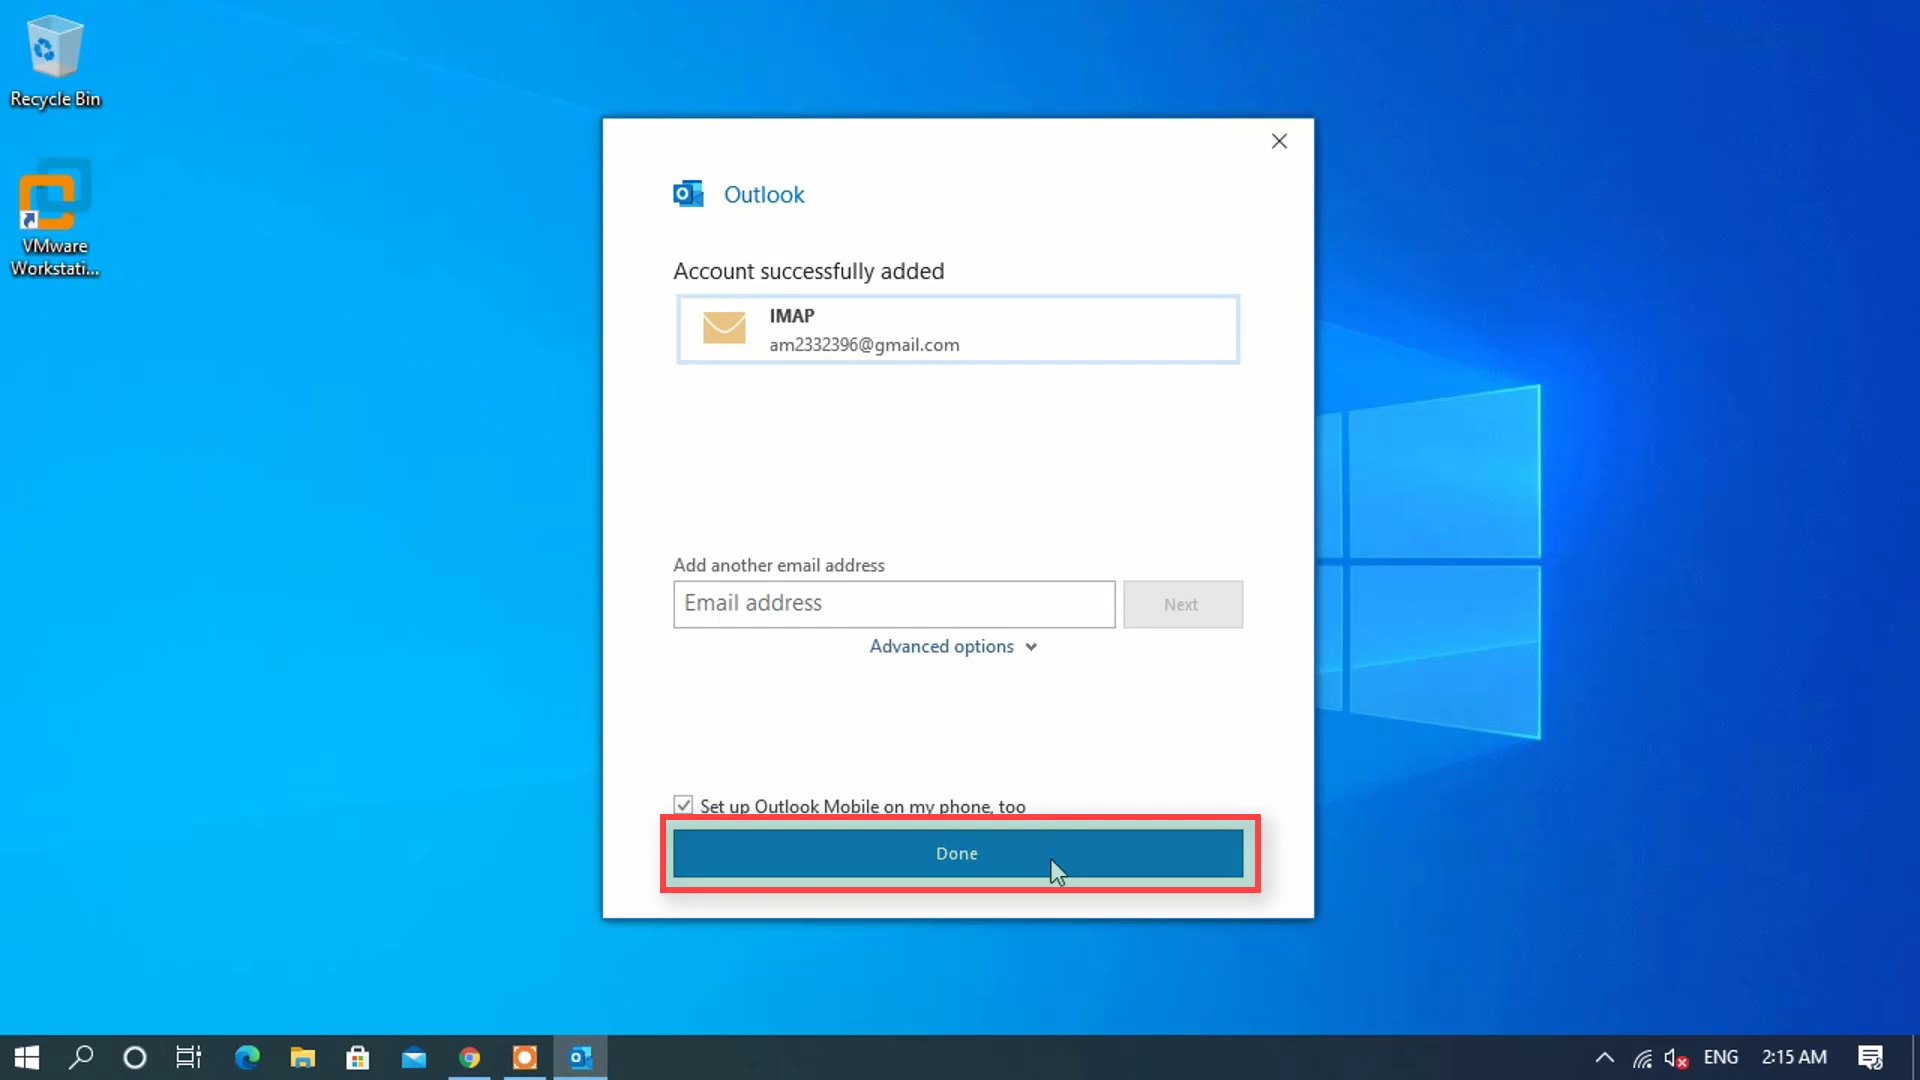 Recycle Bin
VMware
Workstati...
Outlook
Account successfully added
IMAP
am2332396@gmail.com
Add another email address
Email address
Next
Advanced options
Set up Outlook Mobile on my phone, too
Done
ENG
2:15 AM